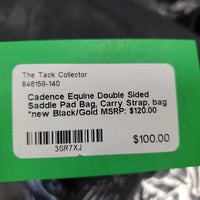 The Tack Collector
846159-140
Cadence Equine Double Sided
Saddle Pad Bag, Carry Strap, bag
*new Black/Gold MSRP: $120.00
3SR7XJ
$100.00